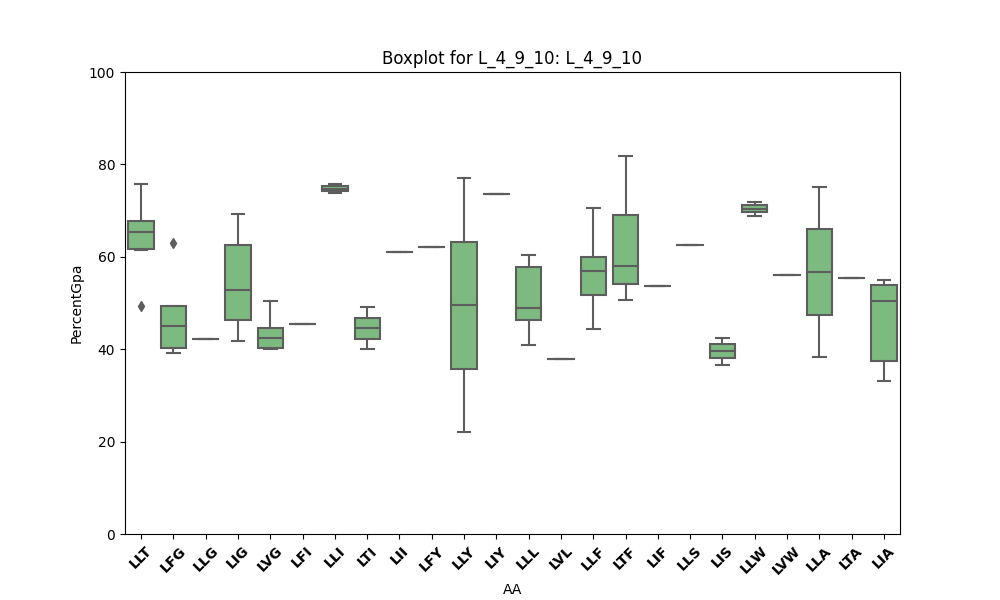 Boxplot for L_4_9_10: L_4_9_10
PercentGpa
100
80
60
40
20
0
LLT LFG LLG LIG LVG LFI LLI LTI LII LFY LLY LIY LLL LVL LLF LTF LIF LLS LIS LLW LVW LLA LTA LIA
AA